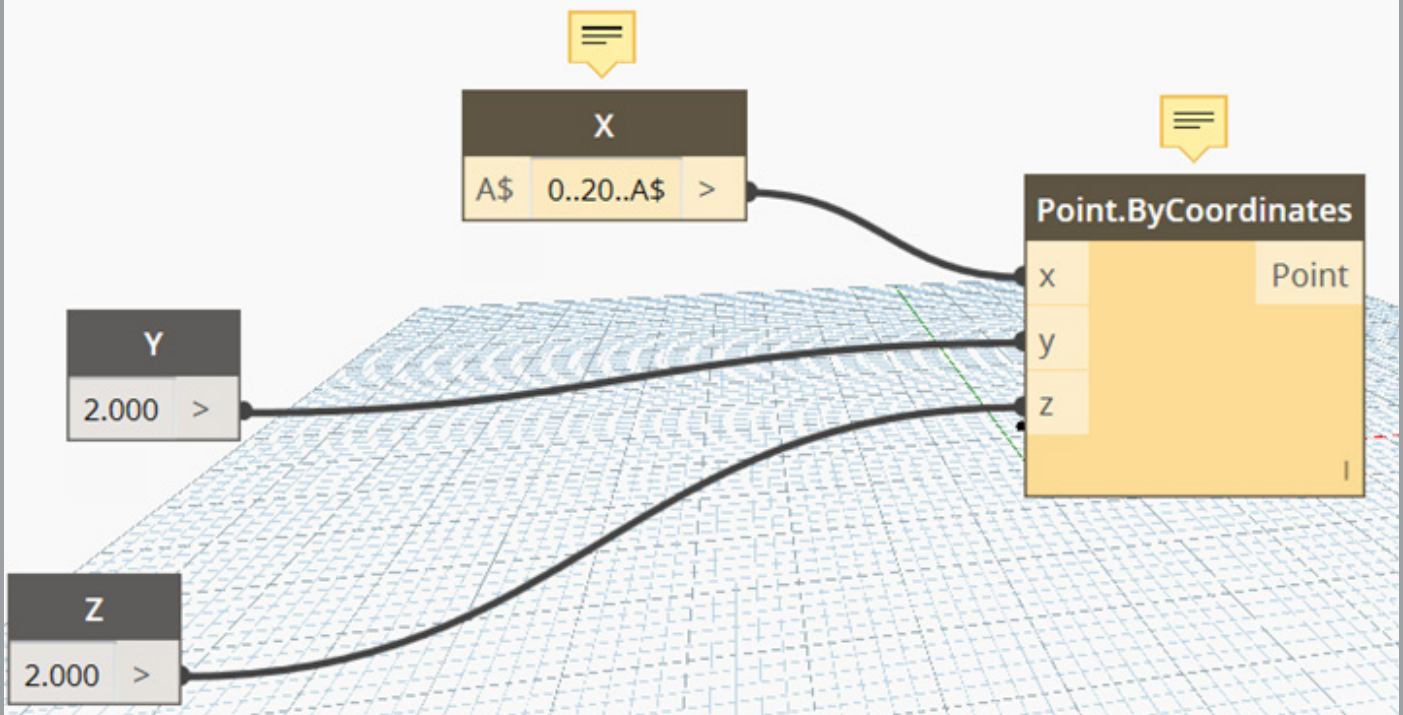 X
A$ 0..20..A$ >
Point.ByCoordinates
x Point
y
z
l
Y
2.000 >
Z
2.000 >